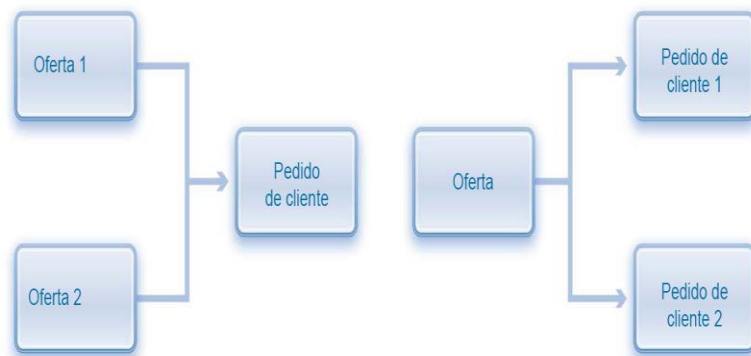 Oferta 1
Oferta 2
Pedido
de cliente
Oferta
Pedido de
cliente 1
Pedido de
cliente 2